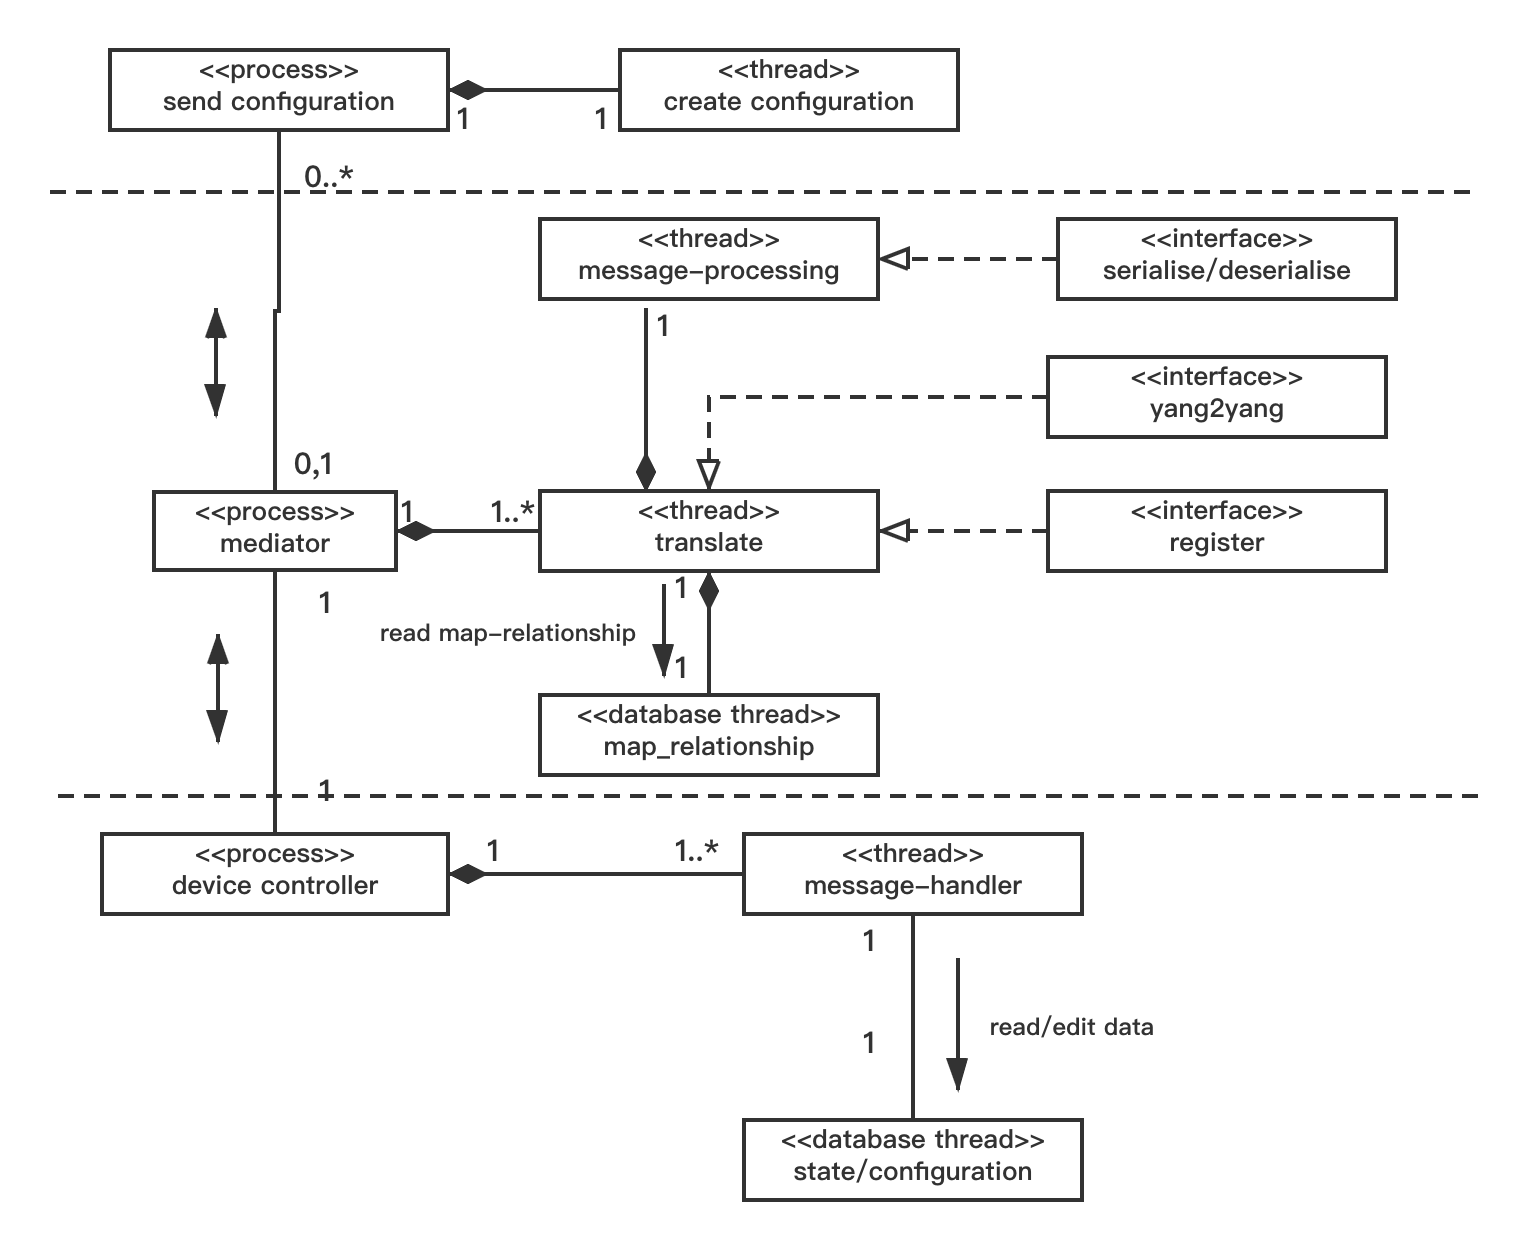 <<process>>
send configuration
<<thread>>
create configuration
1
1
0..*
<<thread>>
message-processing
<<interface>>
serialise/deserialise
1
<<interface>>
yang2yang
0,1
<<process>>
mediator
1
1..*
<<thread>>
translate
<<interface>>
register
1
1
read map-relationship
1
<<database thread>>
map_relationship
1
<<process>>
device controller
1
1..*
<<thread>>
message-handler
1
read/edit data
1
<<database thread>>
state/configuration